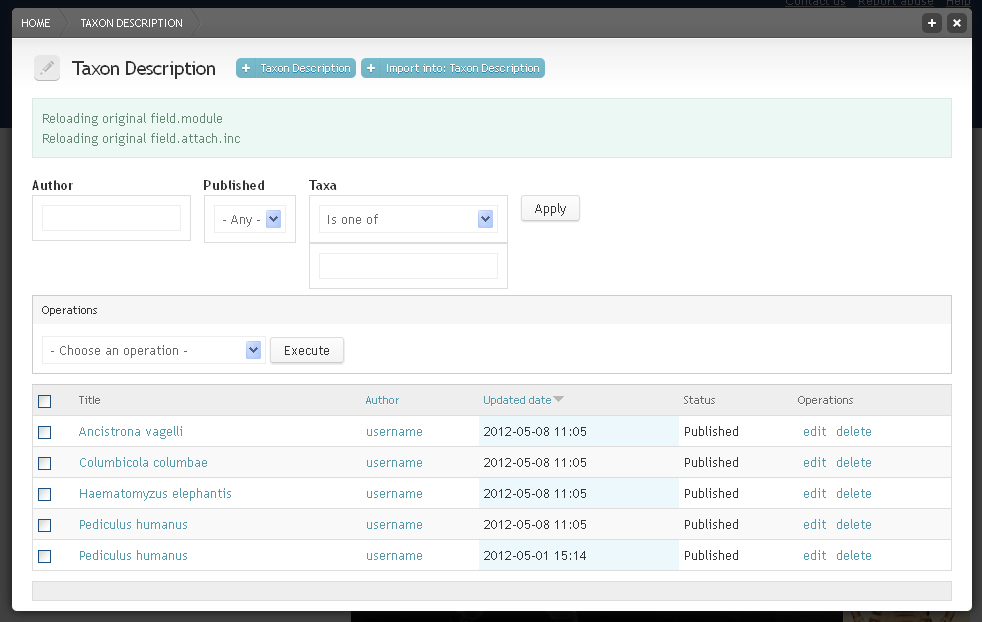 Contact us Report abuse Help
HOME TAXON DESCRIPTION
Taxon Description + Taxon Description + Import into: Taxon Description
Reloading original field.module
Reloading original field.attach.inc
Author Published Taxa
- Any - Is one of Apply
Operations
- Choose an operation - Execute
Title Author Updated date Status Operations
Ancistrona vagelli username 2012-05-08 11:05 Published edit delete
Columbicola columbae username 2012-05-08 11:05 Published edit delete
Haematomyzus elephantis username 2012-05-08 11:05 Published edit delete
Pediculus humanus username 2012-05-08 11:05 Published edit delete
Pediculus humanus username 2012-05-01 15:14 Published edit delete